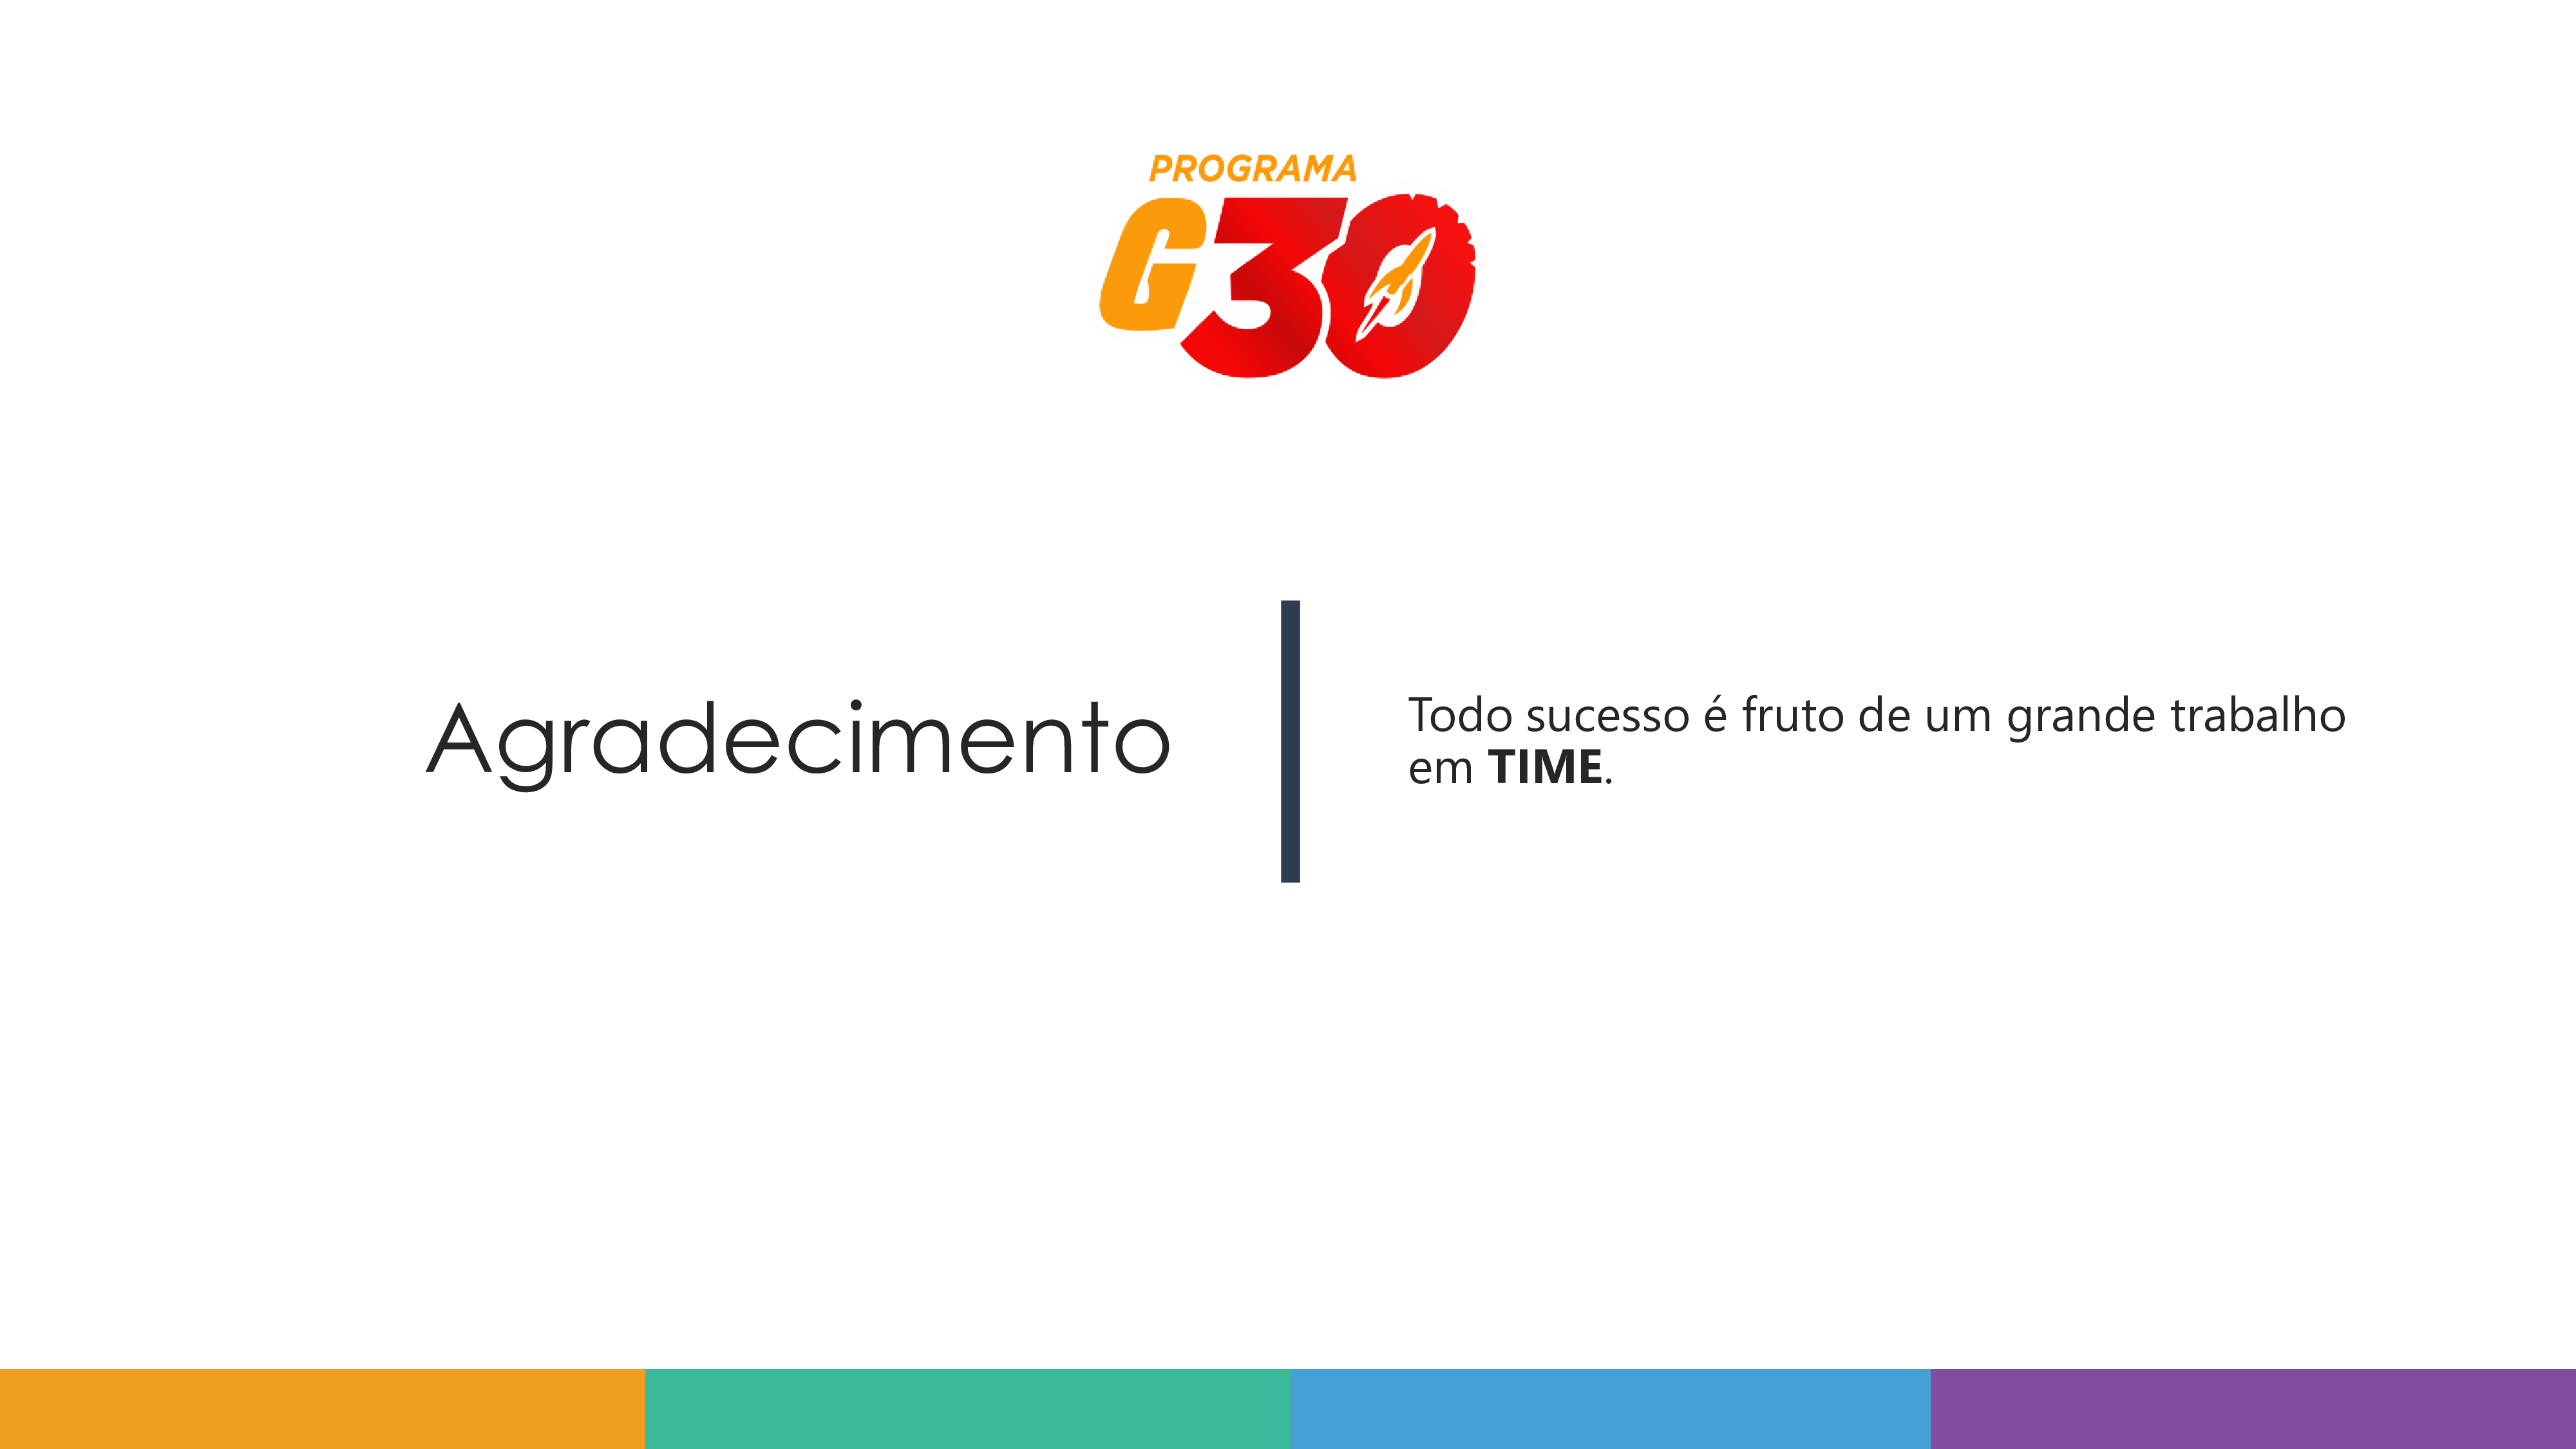 PROGRAMA
G30
Agradecimento
Todo sucesso é fruto de um grande trabalho
em TIME.